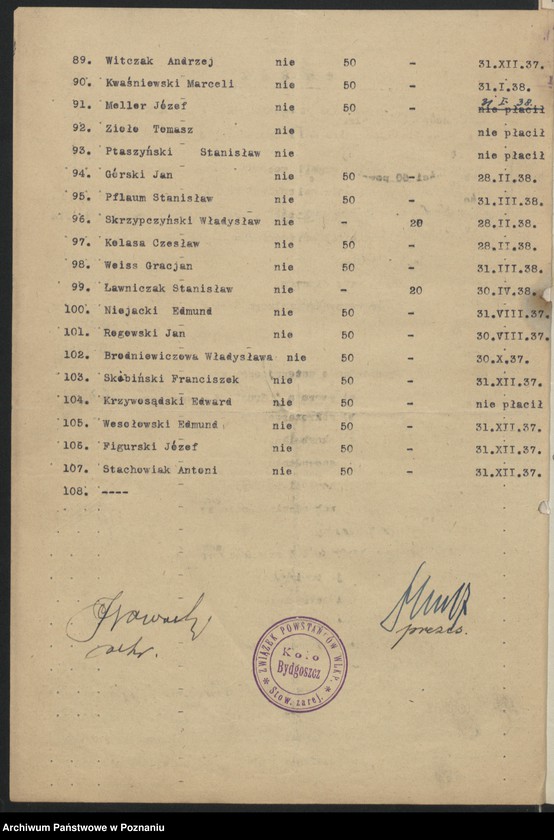 89. Witczak Andrzej nie 50 - 31.XII.37.
90. Kwaśniewski Marceli nie 50 - 31.I.38.
91. Meller Józef nie 50 - 31 I. 38. nie płacił
92. Zioło Tomasz nie nie płacił
93. Ptaszyński Stanisław nie nie płacił
94. Górski Jan nie 50 - 28.II.38.
95. Pflaum Stanisław nie 50 - 31.III.38.
96. Skrzypczyński Władysław nie - 20 28.II.38.
97. Kolasa Czesław nie 50 - 28.II.38.
98. Weiss Gracjan nie 50 - 31.III.38.
99. Ławniczak Stanisław nie - 20 30.IV.38.
100. Niejacki Edmund nie 50 - 31.VIII.37.
101. Rogowski Jan nie 50 - 30.VIII.37.
102. Brodniewiczowa Władysława nie 50 - 30.X.37.
103. Skibiński Franciszek nie 50 - 31.XII.37.
104. Krzywosądski Edward nie 50 - nie płacił
105. Wesołowski Edmund nie 50 - 31.XII.37.
106. Figurski Józef nie 50 - 31.XII.37.
107. Stachowiak Antoni nie 50 - 31.XII.37.
108. ----
sekr.
prezes.
ZWIĄZEK POWSTAŃCÓW WLKP.
Koło
Bydgoszcz
Stow. zarej.
Archiwum Państwowe w Poznaniu